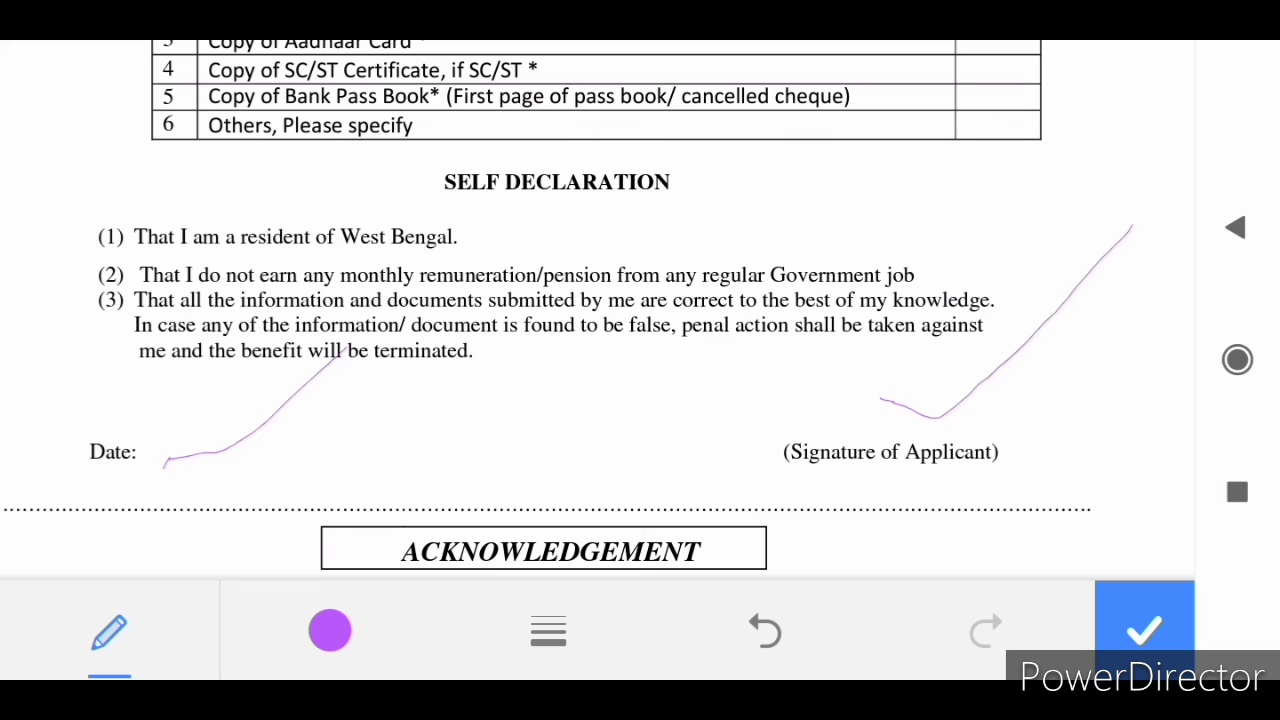 3 Copy of Aadhaar Card *
4 Copy of SC/ST Certificate, if SC/ST *
5 Copy of Bank Pass Book* (First page of pass book/ cancelled cheque)
6 Others, Please specify
SELF DECLARATION
(1) That I am a resident of West Bengal.
(2) That I do not earn any monthly remuneration/pension from any regular Government job
(3) That all the information and documents submitted by me are correct to the best of my knowledge.
In case any of the information/ document is found to be false, penal action shall be taken against
me and the benefit will be terminated.
Date: (Signature of Applicant)
ACKNOWLEDGEMENT
PowerDirector